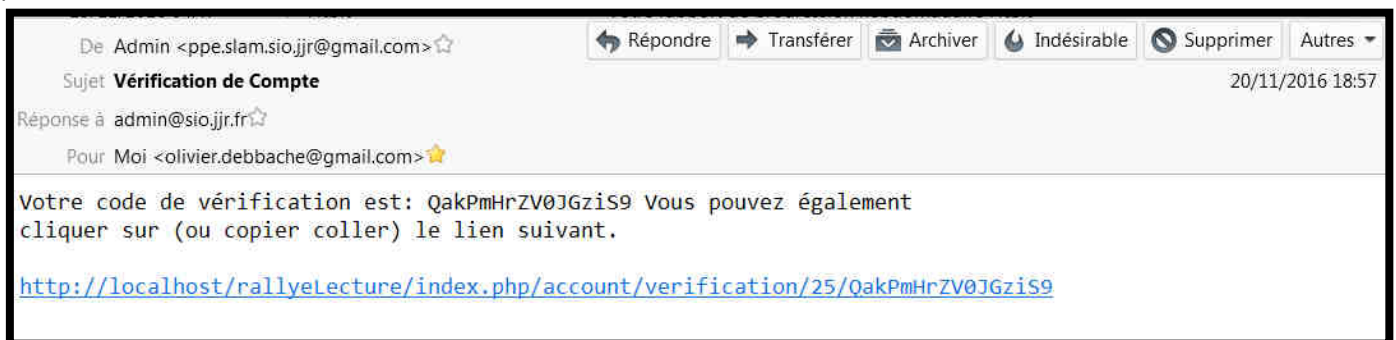 De Admin <ppe.slam.sio.jjr@gmail.com>
Répondre Transférer Archiver Indésirable Supprimer Autres
Sujet Vérification de Compte
20/11/2016 18:57
Réponse à admin@sio.jjr.fr
Pour Moi <olivier.debbache@gmail.com>
Votre code de vérification est: QakPmHrZV0JGziS9 Vous pouvez également
cliquer sur (ou copier coller) le lien suivant.
http://localhost/rallyeLecture/index.php/account/verification/25/QakPmHrZV0JGziS9